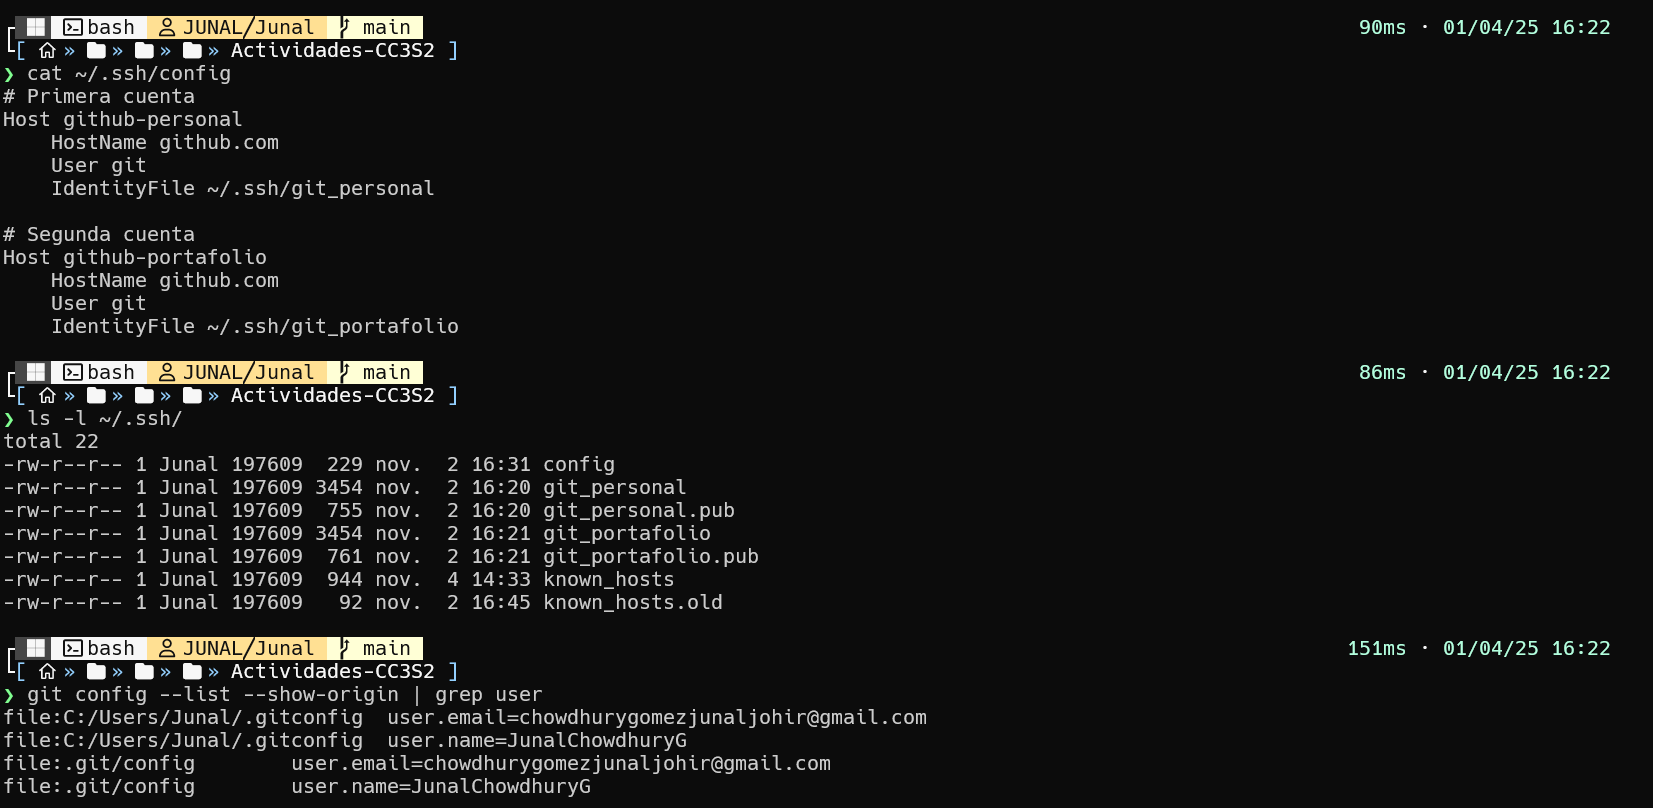 bash JUNAL/Junal main 90ms · 01/04/25 16:22
[ » » » » Actividades-CC3S2 ]
❯ cat ~/.ssh/config
# Primera cuenta
Host github-personal
    HostName github.com
    User git
    IdentityFile ~/.ssh/git_personal

# Segunda cuenta
Host github-portafolio
    HostName github.com
    User git
    IdentityFile ~/.ssh/git_portafolio

bash JUNAL/Junal main 86ms · 01/04/25 16:22
[ » » » » Actividades-CC3S2 ]
❯ ls -l ~/.ssh/
total 22
-rw-r--r-- 1 Junal 197609  229 nov.  2 16:31 config
-rw-r--r-- 1 Junal 197609 3454 nov.  2 16:20 git_personal
-rw-r--r-- 1 Junal 197609  755 nov.  2 16:20 git_personal.pub
-rw-r--r-- 1 Junal 197609 3454 nov.  2 16:21 git_portafolio
-rw-r--r-- 1 Junal 197609  761 nov.  2 16:21 git_portafolio.pub
-rw-r--r-- 1 Junal 197609  944 nov.  4 14:33 known_hosts
-rw-r--r-- 1 Junal 197609   92 nov.  2 16:45 known_hosts.old

bash JUNAL/Junal main 151ms · 01/04/25 16:22
[ » » » » Actividades-CC3S2 ]
❯ git config --list --show-origin | grep user
file:C:/Users/Junal/.gitconfig  user.email=chowdhurygomezjunaljohir@gmail.com
file:C:/Users/Junal/.gitconfig  user.name=JunalChowdhuryG
file:.git/config        user.email=chowdhurygomezjunaljohir@gmail.com
file:.git/config        user.name=JunalChowdhuryG